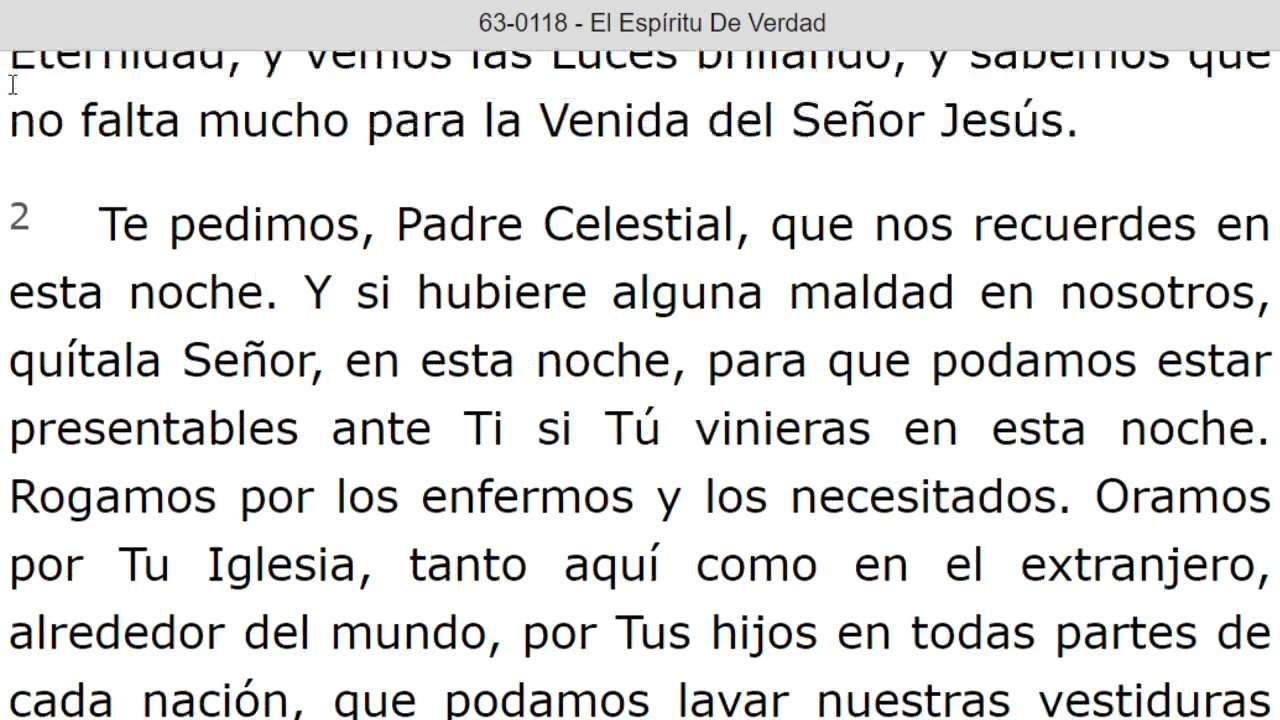 63-0118 - El Espíritu De Verdad
Eternidad, y vemos las Luces brillando, y sabemos que
no falta mucho para la Venida del Señor Jesús.
2 Te pedimos, Padre Celestial, que nos recuerdes en
esta noche. Y si hubiere alguna maldad en nosotros,
quítala Señor, en esta noche, para que podamos estar
presentables ante Ti si Tú vinieras en esta noche.
Rogamos por los enfermos y los necesitados. Oramos
por Tu Iglesia, tanto aquí como en el extranjero,
alrededor del mundo, por Tus hijos en todas partes de
cada nación, que podamos lavar nuestras vestiduras